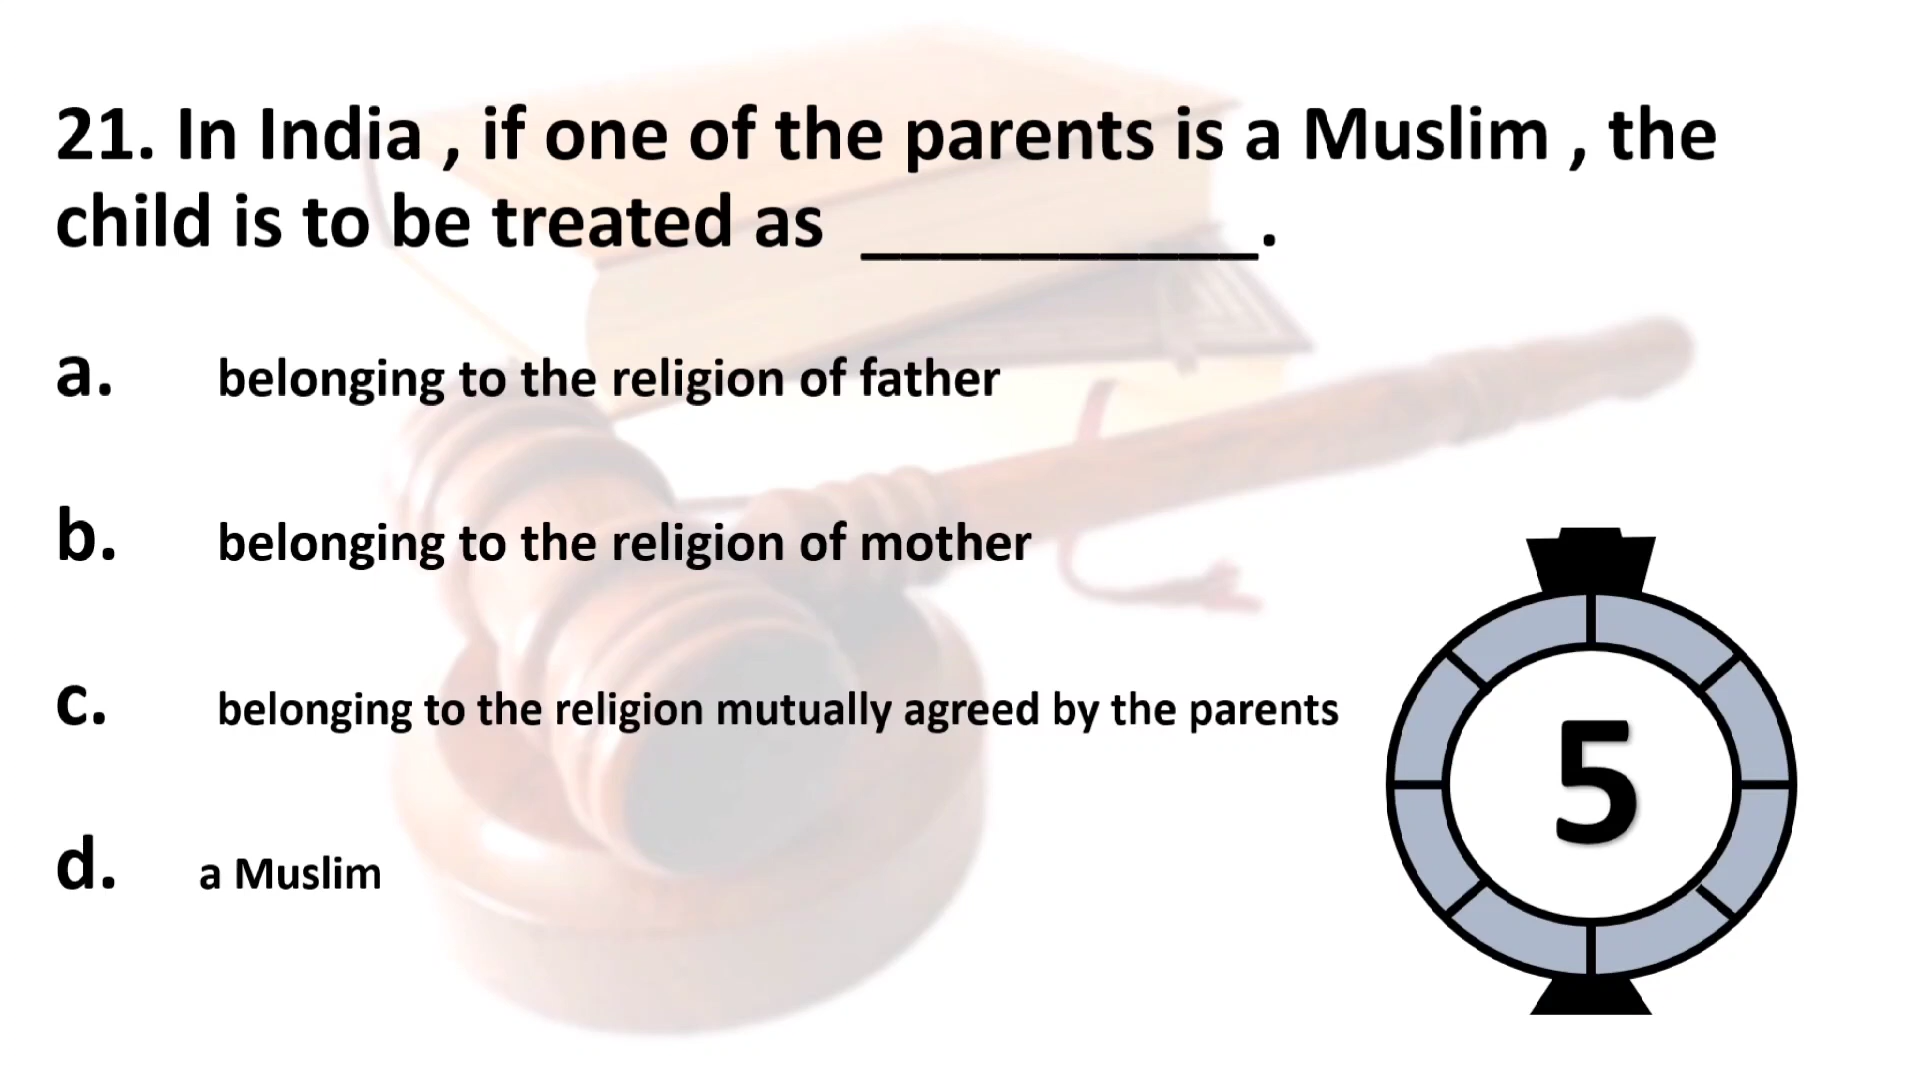 21. In India , if one of the parents is a Muslim , the
child is to be treated as ___________.
a. belonging to the religion of father
b. belonging to the religion of mother
c. belonging to the religion mutually agreed by the parents
d. a Muslim
5